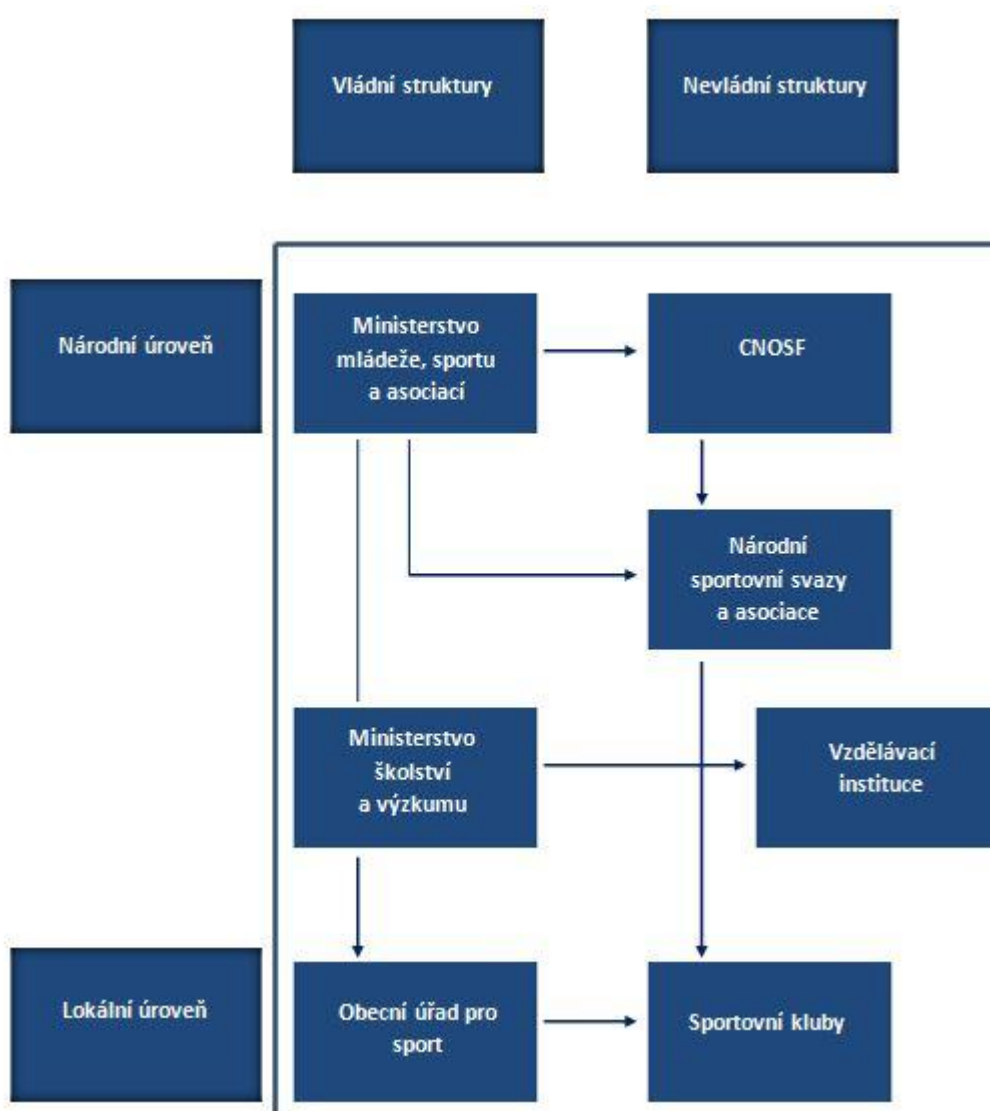 Vládní struktury
Nevládní struktury
Národní úroveň
Ministerstvo
mládeže, sportu
a asociací
CNOSF
Národní
sportovní svazy
a asociace
Ministerstvo
školství
a výzkumu
Vzdělávací
instituce
Lokální úroveň
Obecní úřad pro
sport
Sportovní kluby